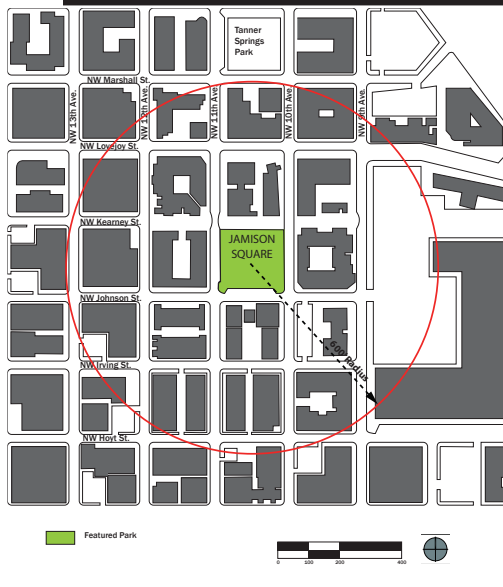 Tanner
Springs
Park
NW Marshall St.
NW 13th Ave.
NW 12th Ave.
NW 11th Ave.
NW 10th Ave.
NW 9th Ave.
NW Lovejoy St.
NW Kearney St.
JAMISON
SQUARE
NW Johnson St.
600' Radius
NW Irving St.
NW Hoyt St.
Featured Park
0 100 200 400